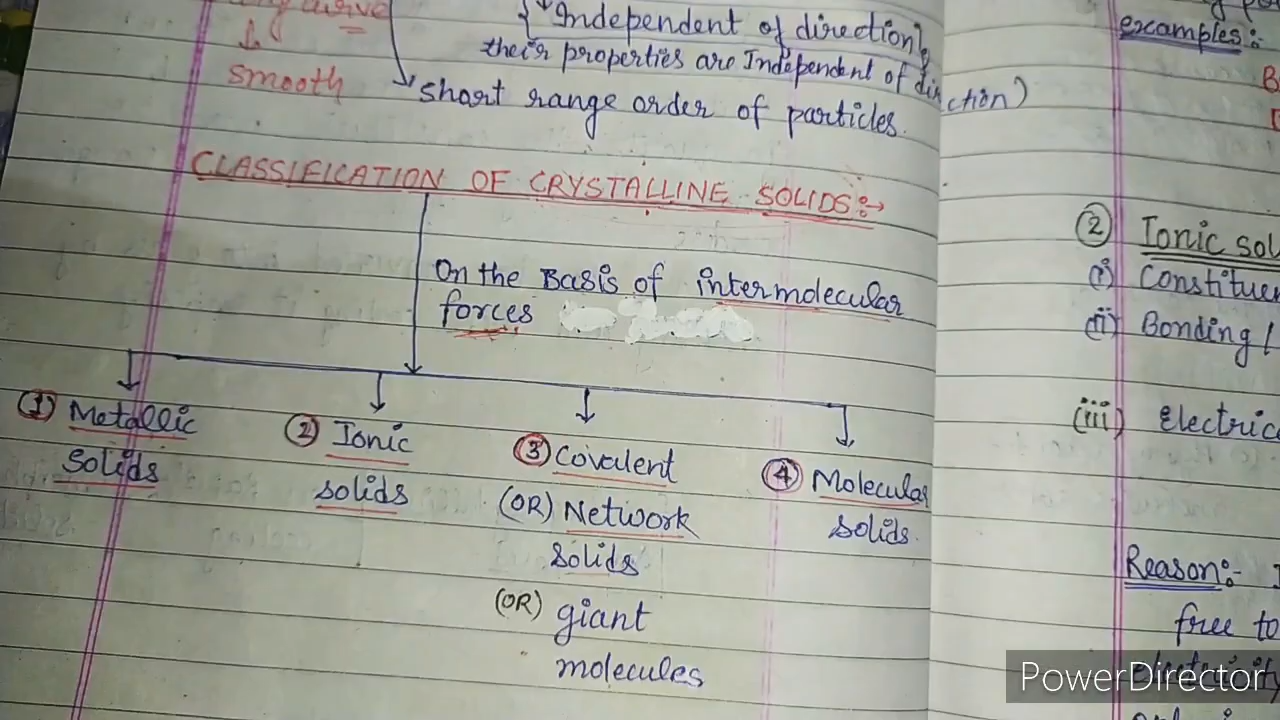 smooth
Independent of direction,
their properties are Independent of direction)
short range order of particles.
CLASSIFICATION OF CRYSTALLINE SOLIDS:→
On the Basis of intermolecular
forces
(1) Metallic
solids
(2) Ionic
solids
(3) Covalent
(OR) Network
solids
(OR) giant
molecules
(4) Molecular
solids.
examples:-
(2) Ionic sol
(i) Constituen
(ii) Bonding /
(iii) Electric
Reason:-
free to
electricity
PowerDirector